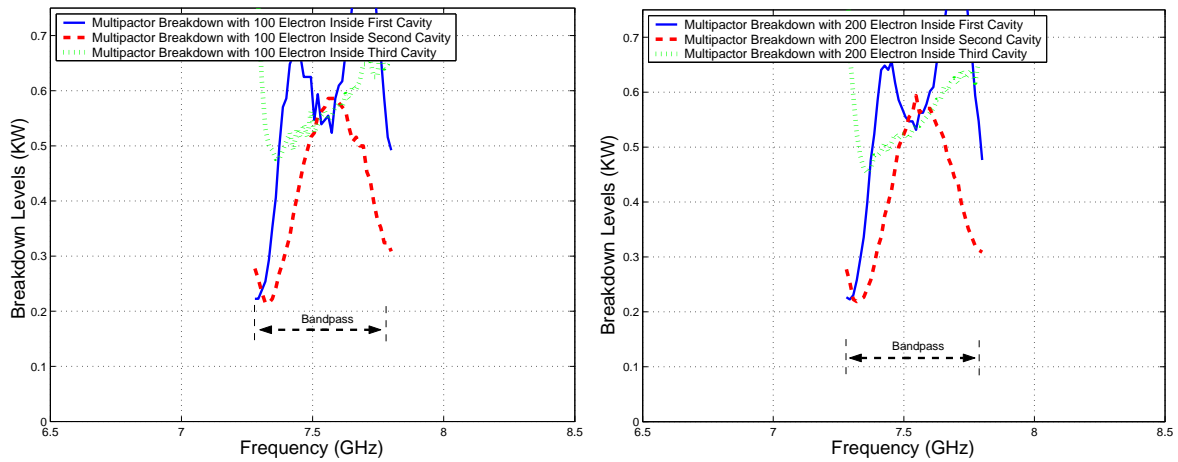 Multipactor Breakdown with 100 Electron Inside First Cavity
Multipactor Breakdown with 100 Electron Inside Second Cavity
Multipactor Breakdown with 100 Electron Inside Third Cavity
Breakdown Levels (KW)
0.7
0.6
0.5
0.4
0.3
0.2
0.1
0
Bandpass
6.5
7
7.5
8
8.5
Frequency (GHz)
Multipactor Breakdown with 200 Electron Inside First Cavity
Multipactor Breakdown with 200 Electron Inside Second Cavity
Multipactor Breakdown with 200 Electron Inside Third Cavity
Breakdown Levels (KW)
0.7
0.6
0.5
0.4
0.3
0.2
0.1
0
Bandpass
6.5
7
7.5
8
8.5
Frequency (GHz)